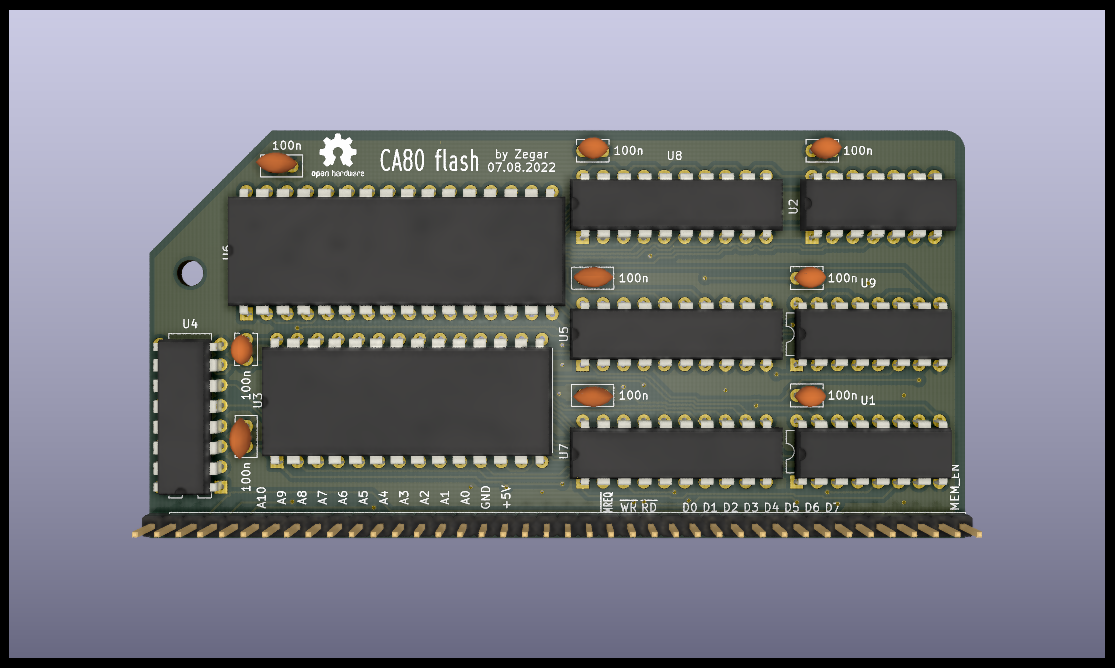 100n
open hardware
CA80 flash
by Zegar
07.08.2022
100n
U8
100n
U2
U6
100n
100n
U9
U4
U5
100n
U3
100n
100n
U1
U7
100n
A10 A9 A8 A7 A6 A5 A4 A3 A2 A1 A0 GND +5V
MREQ WR RD D0 D1 D2 D3 D4 D5 D6 D7
MEM_EN